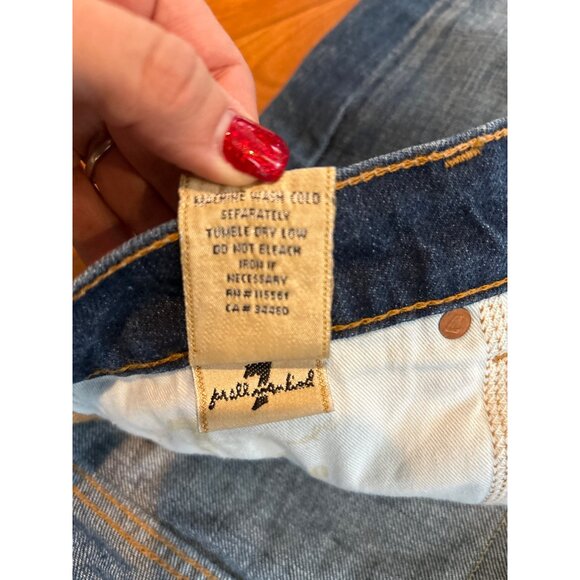 MACHINE WASH COLD
SEPARATELY
TUMBLE DRY LOW
DO NOT BLEACH
IRON IF
NECESSARY
RN# 115561
CA# 34480
7
for all mankind